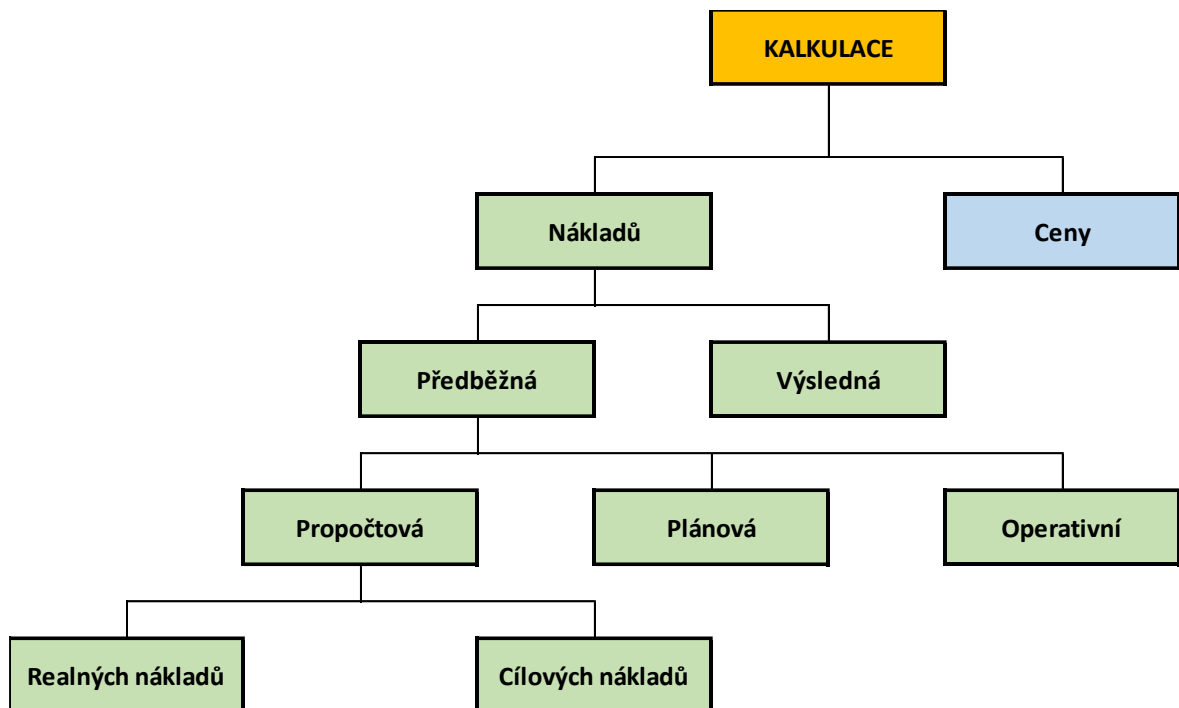 KALKULACE
Nákladů
Ceny
Předběžná
Výsledná
Propočtová
Plánová
Operativní
Realných nákladů
Cílových nákladů